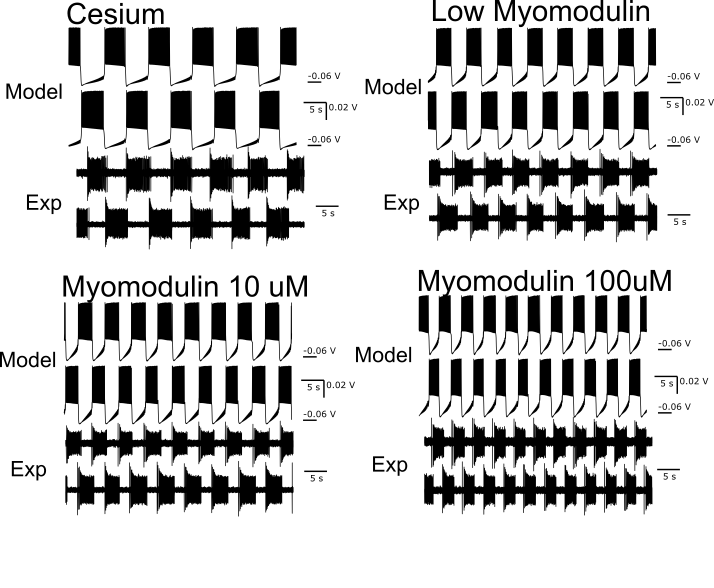 Cesium
Model
-0.06 V
5 s 0.02 V
-0.06 V
Exp
5 s
Low Myomodulin
Model
-0.06 V
5 s 0.02 V
-0.06 V
Exp
5 s
Myomodulin 10 uM
Model
-0.06 V
5 s 0.02 V
-0.06 V
Exp
5 s
Myomodulin 100uM
Model
-0.06 V
5 s 0.02 V
-0.06 V
Exp
5 s